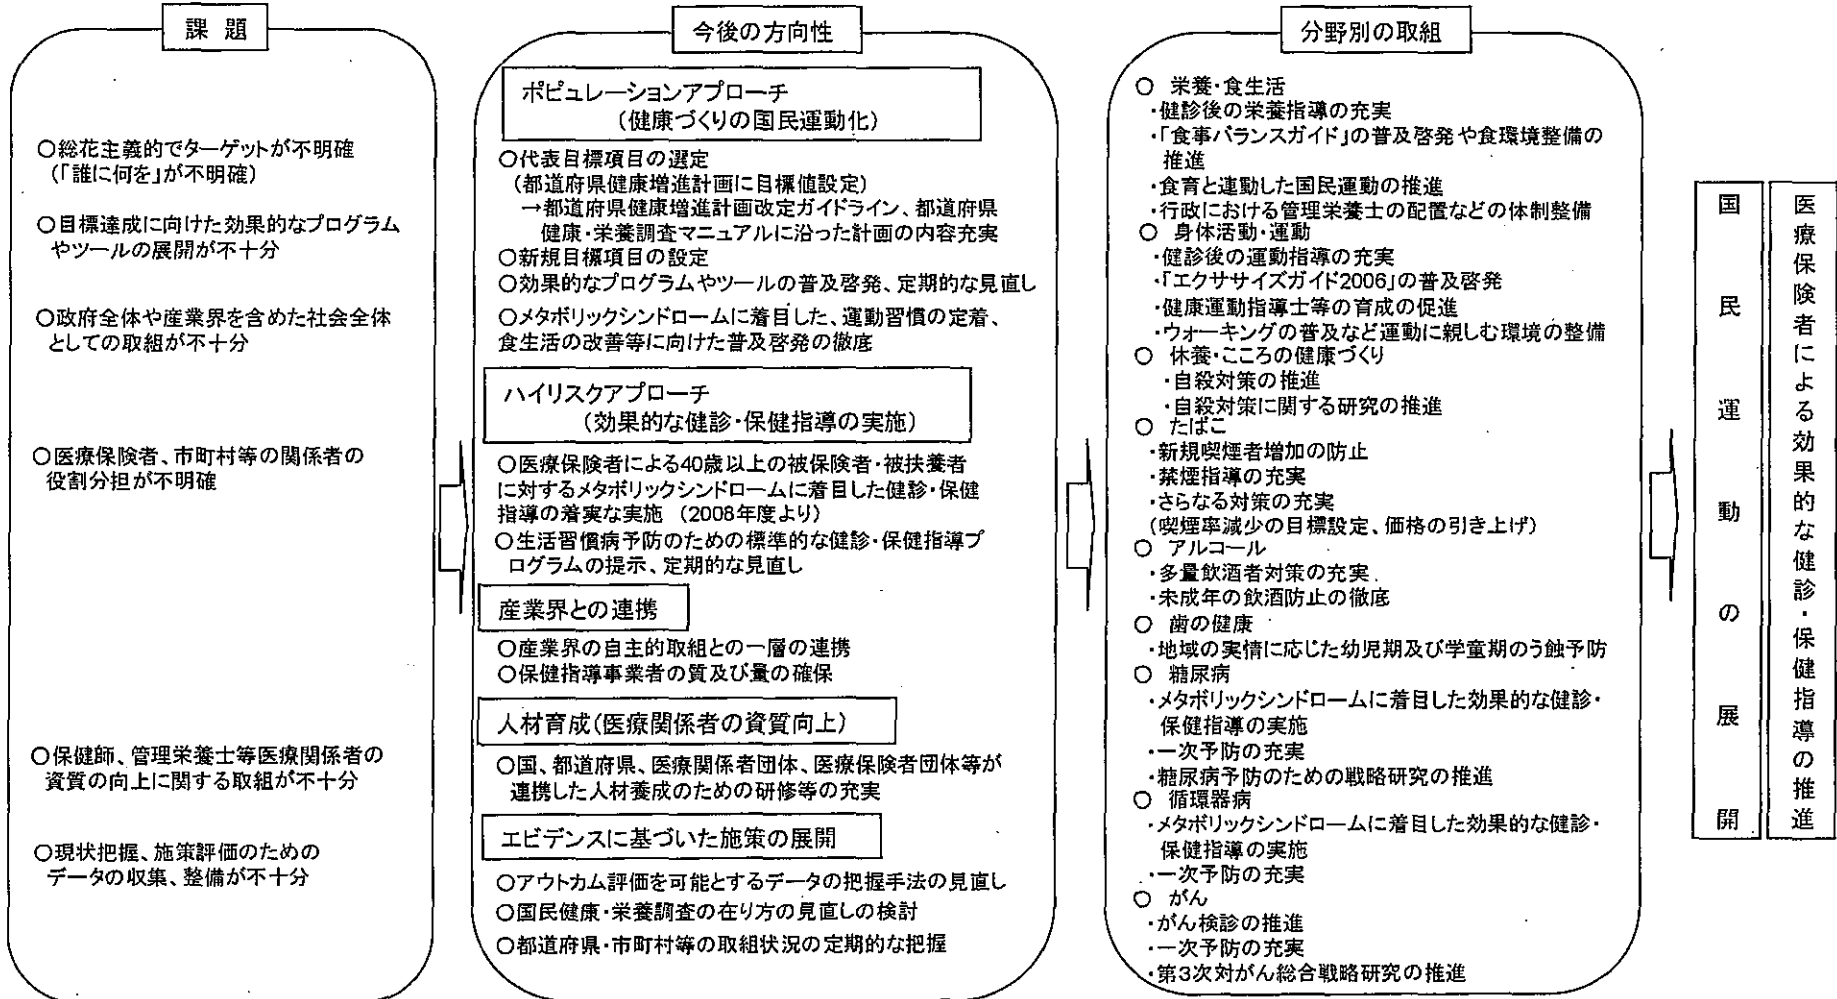 課 題
○総花主義的でターゲットが不明確
（「誰に何を」が不明確）
○目標達成に向けた効果的なプログラム
やツールの展開が不十分
○政府全体や産業界を含めた社会全体
としての取組が不十分
○医療保険者、市町村等の関係者の
役割分担が不明確
○保健師、管理栄養士等医療関係者の
資質の向上に関する取組が不十分
○現状把握、施策評価のための
データの収集、整備が不十分
今後の方向性
ポピュレーションアプローチ
（健康づくりの国民運動化）
○代表目標項目の選定
（都道府県健康増進計画に目標値設定）
→都道府県健康増進計画改定ガイドライン、都道府県
健康・栄養調査マニュアルに沿った計画の内容充実
○新規目標項目の設定
○効果的なプログラムやツールの普及啓発、定期的な見直し
○メタボリックシンドロームに着目した、運動習慣の定着、
食生活の改善等に向けた普及啓発の徹底
ハイリスクアプローチ
（効果的な健診・保健指導の実施）
○医療保険者による40歳以上の被保険者・被扶養者
に対するメタボリックシンドロームに着目した健診・保健
指導の着実な実施 （2008年度より）
○生活習慣病予防のための標準的な健診・保健指導プ
ログラムの提示、定期的な見直し
産業界との連携
○産業界の自主的取組との一層の連携
○保健指導事業者の質及び量の確保
人材育成（医療関係者の資質向上）
○国、都道府県、医療関係者団体、医療保険者団体等が
連携した人材養成のための研修等の充実
エビデンスに基づいた施策の展開
○アウトカム評価を可能とするデータの把握手法の見直し
○国民健康・栄養調査の在り方の見直しの検討
○都道府県・市町村等の取組状況の定期的な把握
分野別の取組
○ 栄養・食生活
・健診後の栄養指導の充実
・「食事バランスガイド」の普及啓発や食環境整備の
推進
・食育と連動した国民運動の推進
・行政における管理栄養士の配置などの体制整備
○ 身体活動・運動
・健診後の運動指導の充実
・「エクササイズガイド2006」の普及啓発
・健康運動指導士等の育成の促進
・ウォーキングの普及など運動に親しむ環境の整備
○ 休養・こころの健康づくり
・自殺対策の推進
・自殺対策に関する研究の推進
○ たばこ
・新規喫煙者増加の防止
・禁煙指導の充実
・さらなる対策の充実
（喫煙率減少の目標設定、価格の引き上げ）
○ アルコール
・多量飲酒者対策の充実
・未成年の飲酒防止の徹底
○ 歯の健康
・地域の実情に応じた幼児期及び学童期のう蝕予防
○ 糖尿病
・メタボリックシンドロームに着目した効果的な健診・
保健指導の実施
・一次予防の充実
・糖尿病予防のための戦略研究の推進
○ 循環器病
・メタボリックシンドロームに着目した効果的な健診・
保健指導の実施
・一次予防の充実
○ がん
・がん検診の推進
・一次予防の充実
・第3次対がん総合戦略研究の推進
医療保険者による効果的な健診・保健指導の推進
国民運動の展開